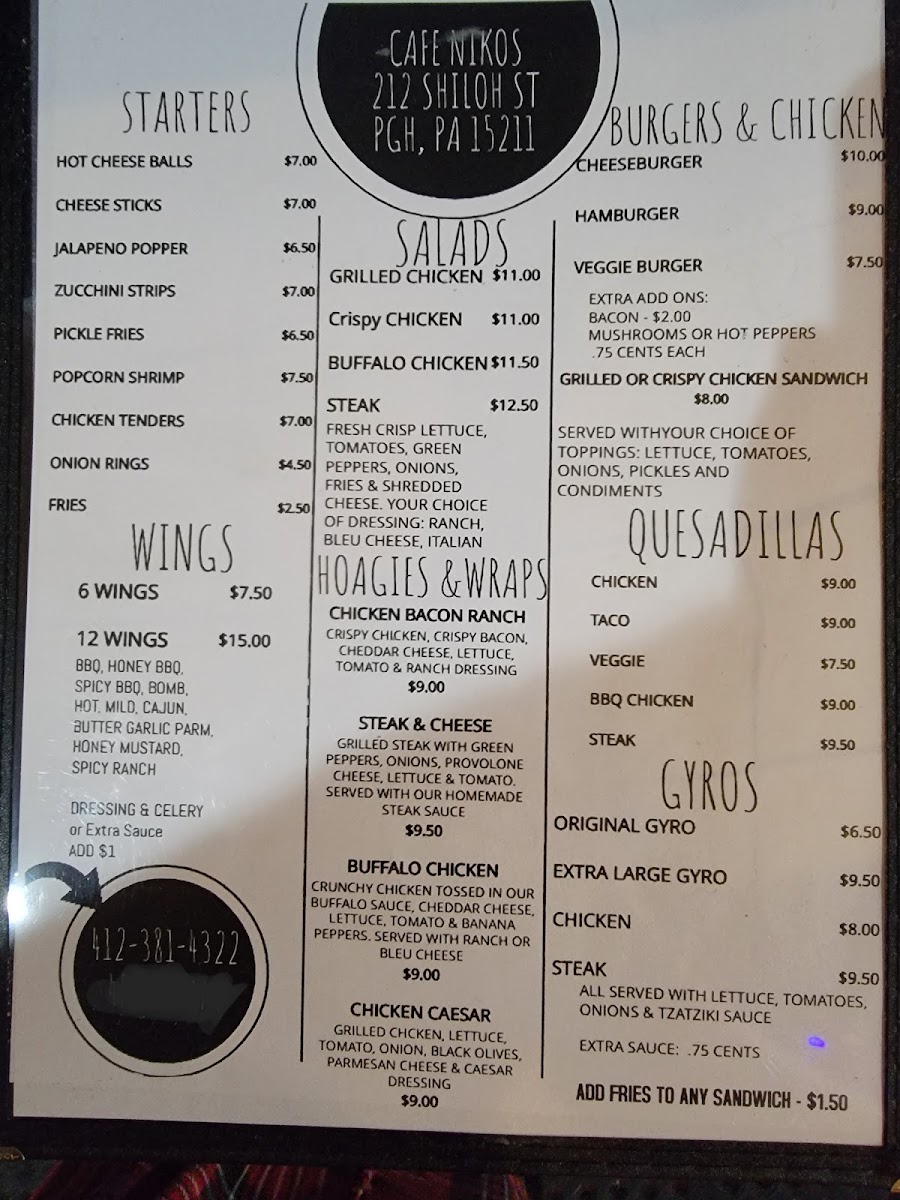 CAFE NIKOS
212 SHILOH ST
PGH, PA 15211
STARTERS
HOT CHEESE BALLS $7.00
CHEESE STICKS $7.00
JALAPENO POPPER $6.50
ZUCCHINI STRIPS $7.00
PICKLE FRIES $6.50
POPCORN SHRIMP $7.50
CHICKEN TENDERS $7.00
ONION RINGS $4.50
FRIES $2.50
WINGS
6 WINGS $7.50
12 WINGS $15.00
BBQ, HONEY BBQ,
SPICY BBQ, BOMB,
HOT, MILD, CAJUN,
BUTTER GARLIC PARM,
HONEY MUSTARD,
SPICY RANCH
DRESSING & CELERY
or Extra Sauce
ADD $1
412-381-4322
SALADS
GRILLED CHICKEN $11.00
Crispy CHICKEN $11.00
BUFFALO CHICKEN $11.50
STEAK $12.50
FRESH CRISP LETTUCE,
TOMATOES, GREEN
PEPPERS, ONIONS,
FRIES & SHREDDED
CHEESE. YOUR CHOICE
OF DRESSING: RANCH,
BLEU CHEESE, ITALIAN
HOAGIES & WRAPS
CHICKEN BACON RANCH
CRISPY CHICKEN, CRISPY BACON,
CHEDDAR CHEESE, LETTUCE,
TOMATO & RANCH DRESSING
$9.00
STEAK & CHEESE
GRILLED STEAK WITH GREEN
PEPPERS, ONIONS, PROVOLONE
CHEESE, LETTUCE & TOMATO.
SERVED WITH OUR HOMEMADE
STEAK SAUCE
$9.50
BUFFALO CHICKEN
CRUNCHY CHICKEN TOSSED IN OUR
BUFFALO SAUCE, CHEDDAR CHEESE,
LETTUCE, TOMATO & BANANA
PEPPERS. SERVED WITH RANCH OR
BLEU CHEESE
$9.00
CHICKEN CAESAR
GRILLED CHCKEN, LETTUCE,
TOMATO, ONION, BLACK OLIVES,
PARMESAN CHEESE & CAESAR
DRESSING
$9.00
BURGERS & CHICKEN
CHEESEBURGER $10.00
HAMBURGER $9.00
VEGGIE BURGER $7.50
EXTRA ADD ONS:
BACON - $2.00
MUSHROOMS OR HOT PEPPERS
.75 CENTS EACH
GRILLED OR CRISPY CHICKEN SANDWICH
$8.00
SERVED WITHYOUR CHOICE OF
TOPPINGS: LETTUCE, TOMATOES,
ONIONS, PICKLES AND
CONDIMENTS
QUESADILLAS
CHICKEN $9.00
TACO $9.00
VEGGIE $7.50
BBQ CHICKEN $9.00
STEAK $9.50
GYROS
ORIGINAL GYRO $6.50
EXTRA LARGE GYRO $9.50
CHICKEN $8.00
STEAK $9.50
ALL SERVED WITH LETTUCE, TOMATOES,
ONIONS & TZATZIKI SAUCE
EXTRA SAUCE: .75 CENTS
ADD FRIES TO ANY SANDWICH - $1.50